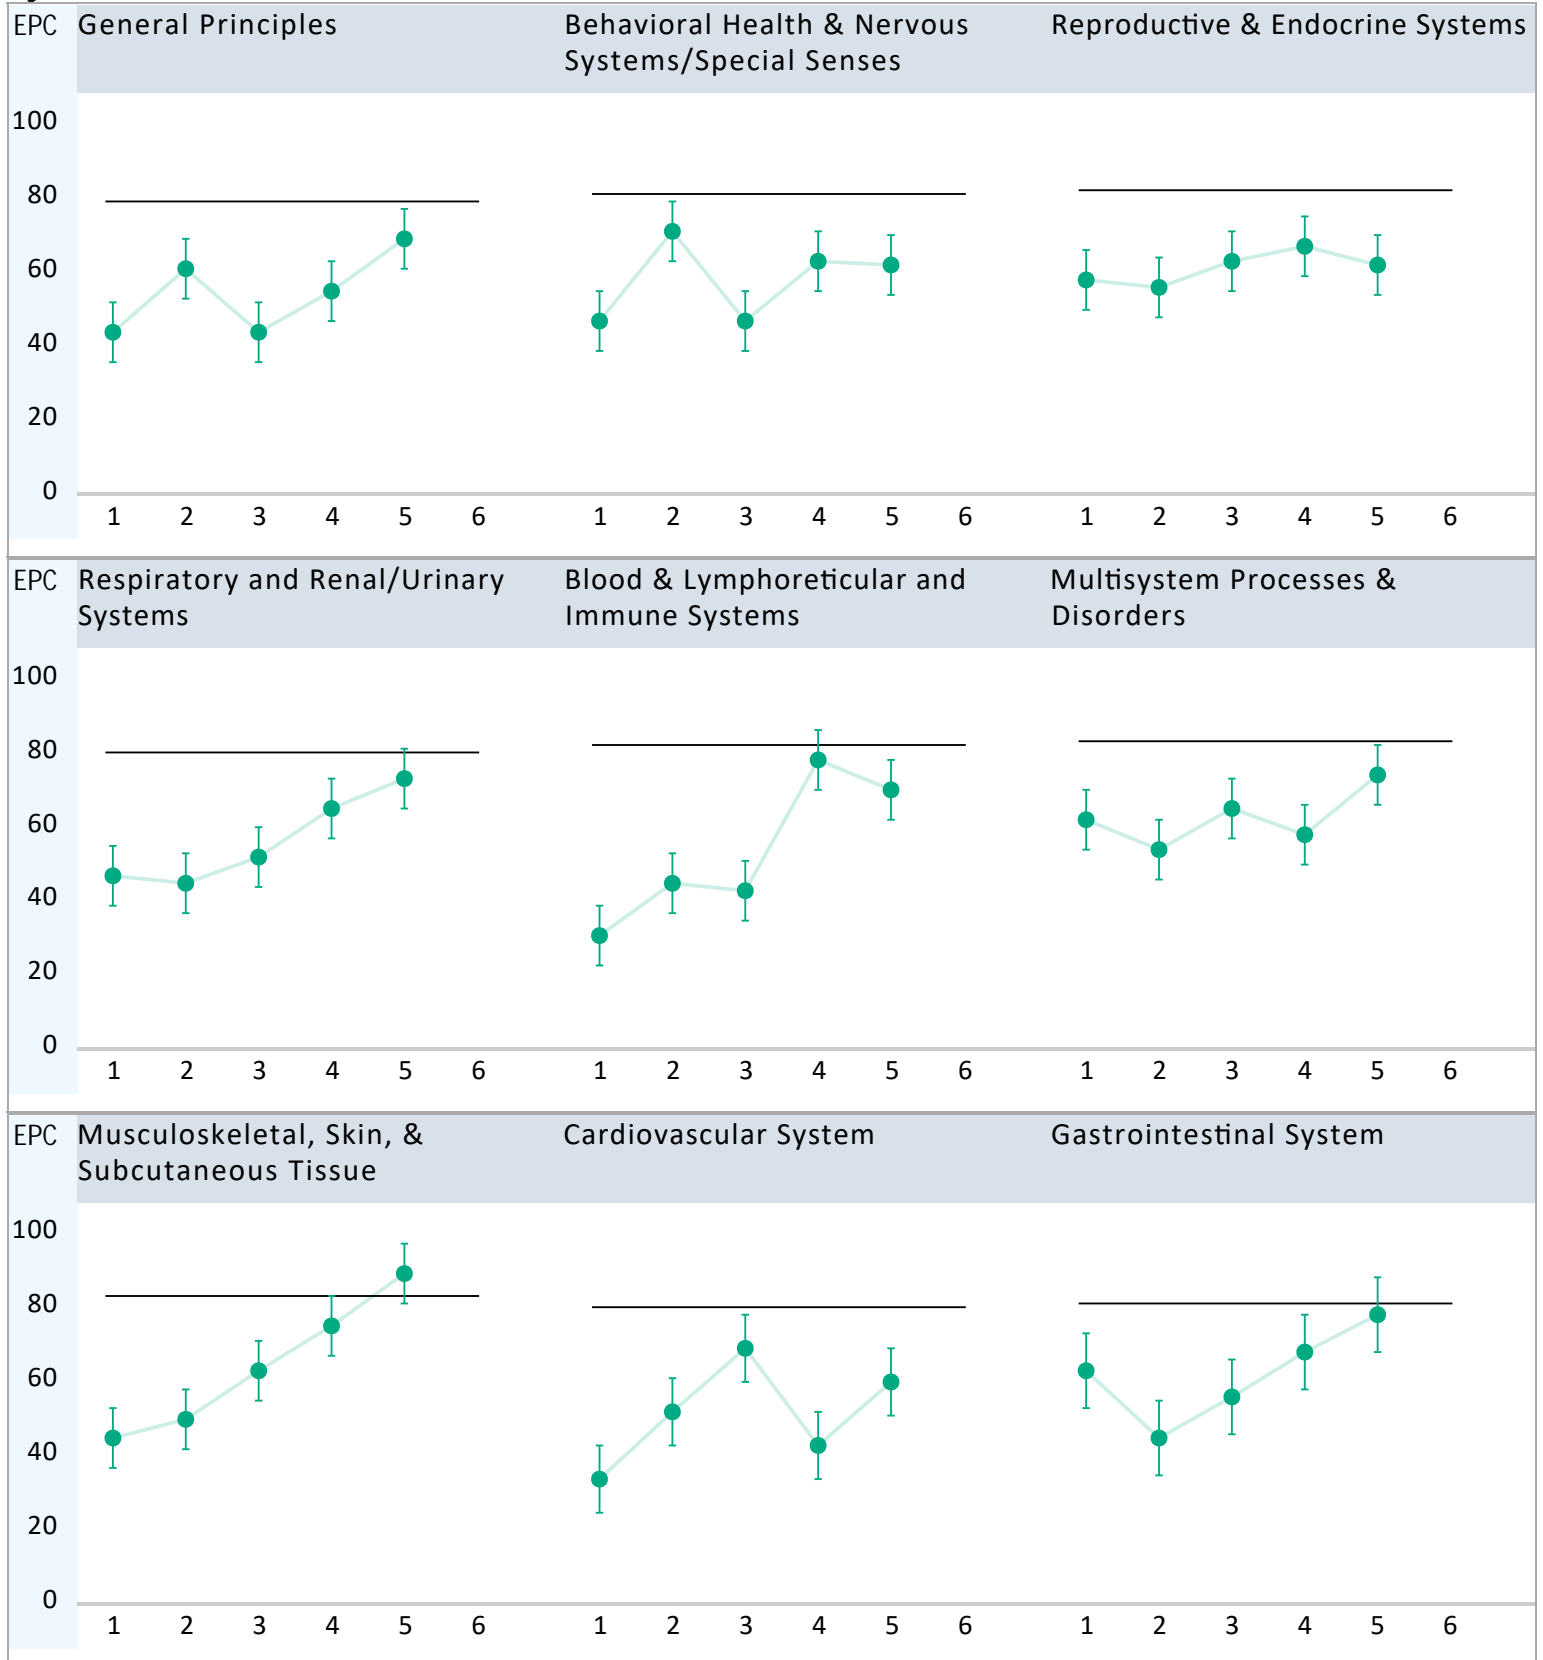 EPC General Principles Behavioral Health & Nervous Reproductive & Endocrine Systems
Systems/Special Senses
100
80
60
40
20
0
1 2 3 4 5 6 1 2 3 4 5 6 1 2 3 4 5 6
EPC Respiratory and Renal/Urinary Blood & Lymphoreticular and Multisystem Processes &
Systems Immune Systems Disorders
100
80
60
40
20
0
1 2 3 4 5 6 1 2 3 4 5 6 1 2 3 4 5 6
EPC Musculoskeletal, Skin, & Cardiovascular System Gastrointestinal System
Subcutaneous Tissue
100
80
60
40
20
0
1 2 3 4 5 6 1 2 3 4 5 6 1 2 3 4 5 6